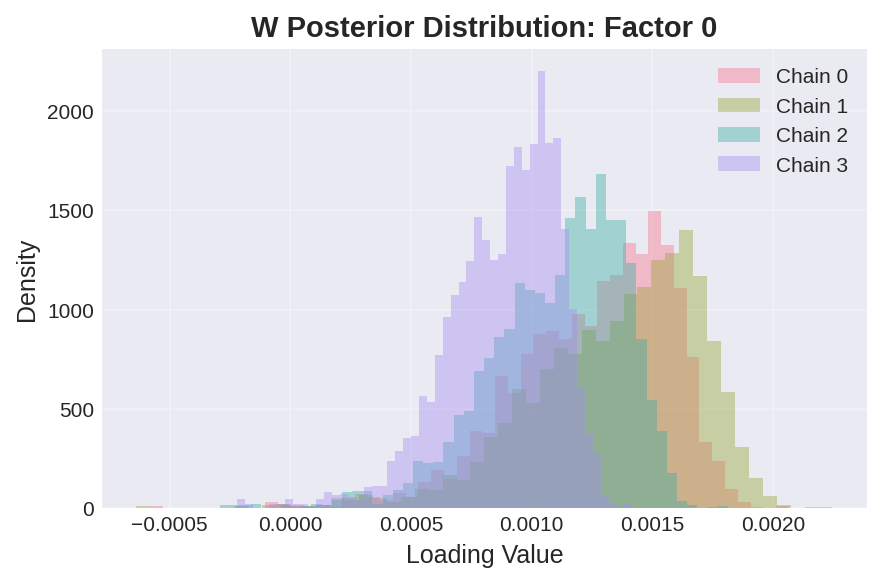 W Posterior Distribution: Factor 0
Chain 0
Chain 1
Chain 2
Chain 3
Density
2000
1500
1000
500
0
−0.0005
0.0000
0.0005
0.0010
0.0015
0.0020
Loading Value